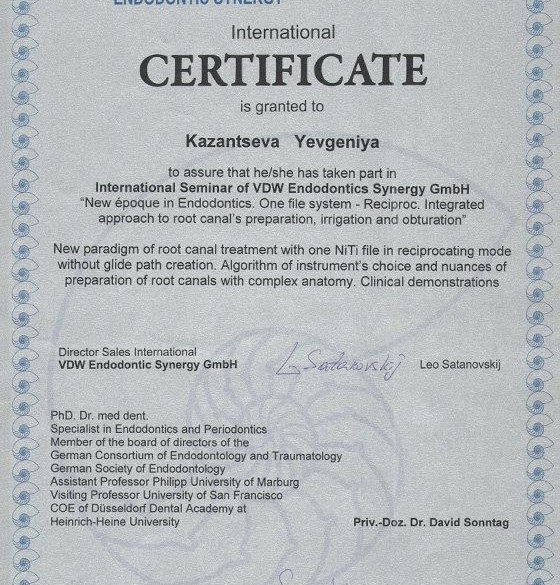 ENDODONTIC SYNERGY
International
CERTIFICATE
is granted to
Kazantseva Yevgeniya
to assure that he/she has taken part in
International Seminar of VDW Endodontics Synergy GmbH
“New époque in Endodontics. One file system - Reciproc. Integrated
approach to root canal’s preparation, irrigation and obturation”
New paradigm of root canal treatment with one NiTi file in reciprocating mode
without glide path creation. Algorithm of instrument’s choice and nuances of
preparation of root canals with complex anatomy. Clinical demonstrations
Director Sales International
VDW Endodontic Synergy GmbH
L Satanovskij
Leo Satanovskij
PhD. Dr. med dent.
Specialist in Endodontics and Periodontics
Member of the board of directors of the
German Consortium of Endodontology and Traumatology
German Society of Endodontology
Assistant Professor Philipp University of Marburg
Visiting Professor University of San Francisco
COE of Düsseldorf Dental Academy at
Heinrich-Heine University
Priv.-Doz. Dr. David Sonntag